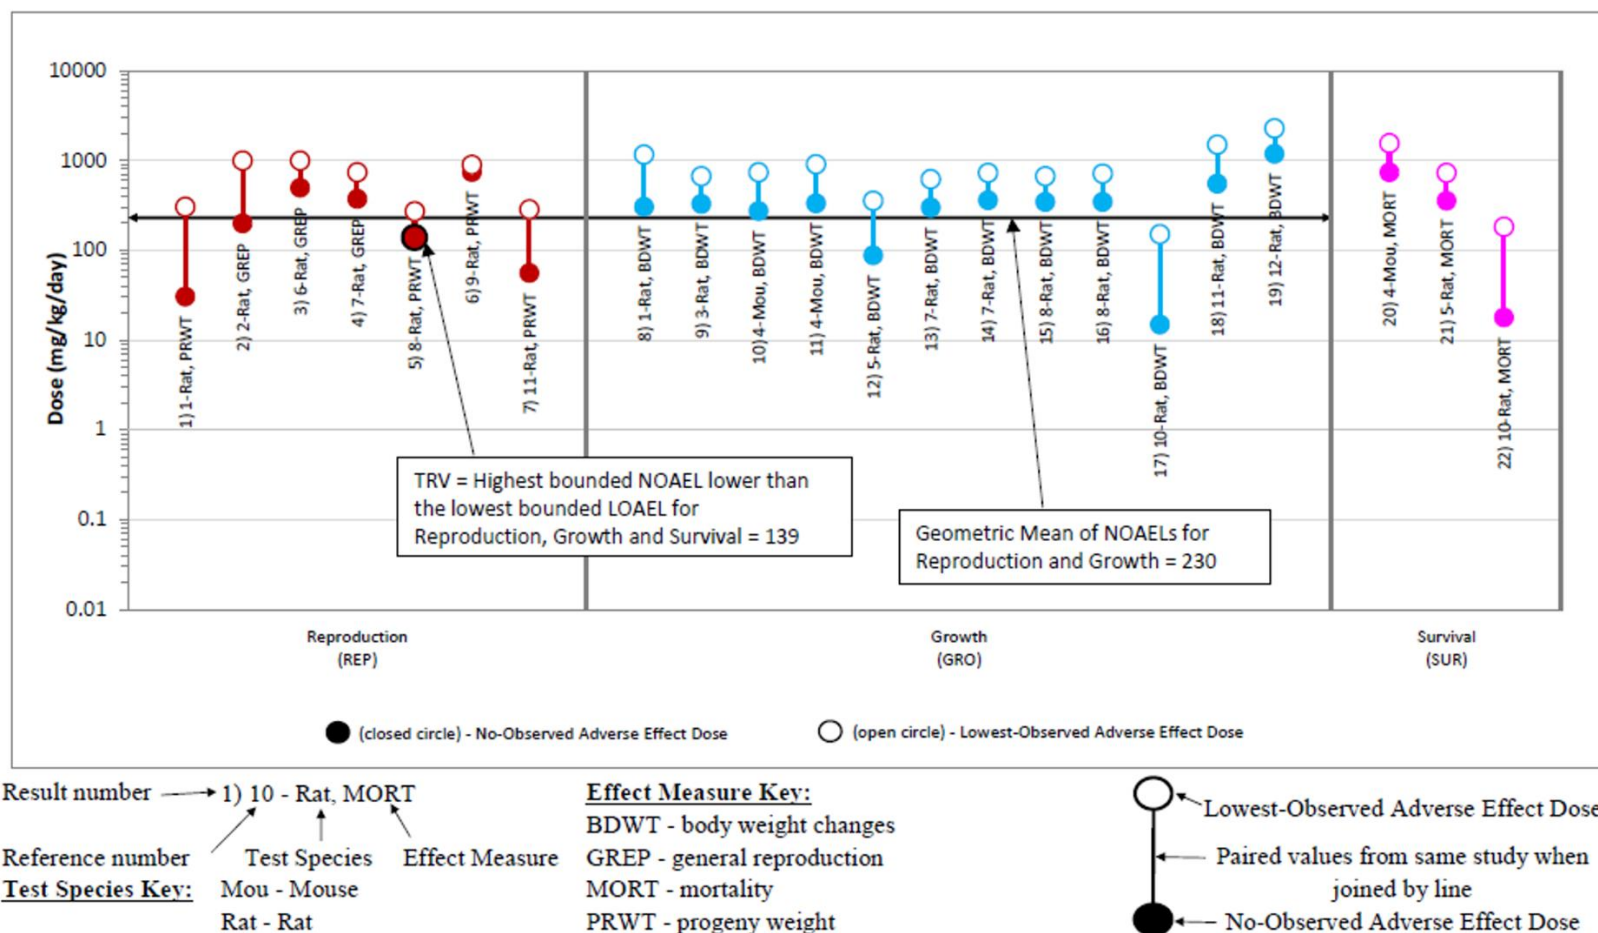 10000
1000
100
10
1
0.1
0.01
Dose (mg/kg/day)
1) 1-Rat, PRWT
2) 2-Rat, GREP
3) 6-Rat, GREP
4) 7-Rat, GREP
5) 8-Rat, PRWT
6) 9-Rat, PRWT
7) 11-Rat, PRWT
8) 1-Rat, BDWT
9) 3-Rat, BDWT
10) 4-Mou, BDWT
11) 4-Mou, BDWT
12) 5-Rat, BDWT
13) 7-Rat, BDWT
14) 7-Rat, BDWT
15) 8-Rat, BDWT
16) 8-Rat, BDWT
17) 10-Rat, BDWT
18) 11-Rat, BDWT
19) 12-Rat, BDWT
20) 4-Mou, MORT
21) 5-Rat, MORT
22) 10-Rat, MORT
TRV = Highest bounded NOAEL lower than
the lowest bounded LOAEL for
Reproduction, Growth and Survival = 139
Geometric Mean of NOAELs for
Reproduction and Growth = 230
Reproduction
(REP)
Growth
(GRO)
Survival
(SUR)
(closed circle) - No-Observed Adverse Effect Dose
(open circle) - Lowest-Observed Adverse Effect Dose
Result number
1) 10 - Rat, MORT
Reference number
Test Species
Effect Measure
Test Species Key:
Mou - Mouse
Rat - Rat
Effect Measure Key:
BDWT - body weight changes
GREP - general reproduction
MORT - mortality
PRWT - progeny weight
Lowest-Observed Adverse Effect Dose
Paired values from same study when
joined by line
No-Observed Adverse Effect Dose